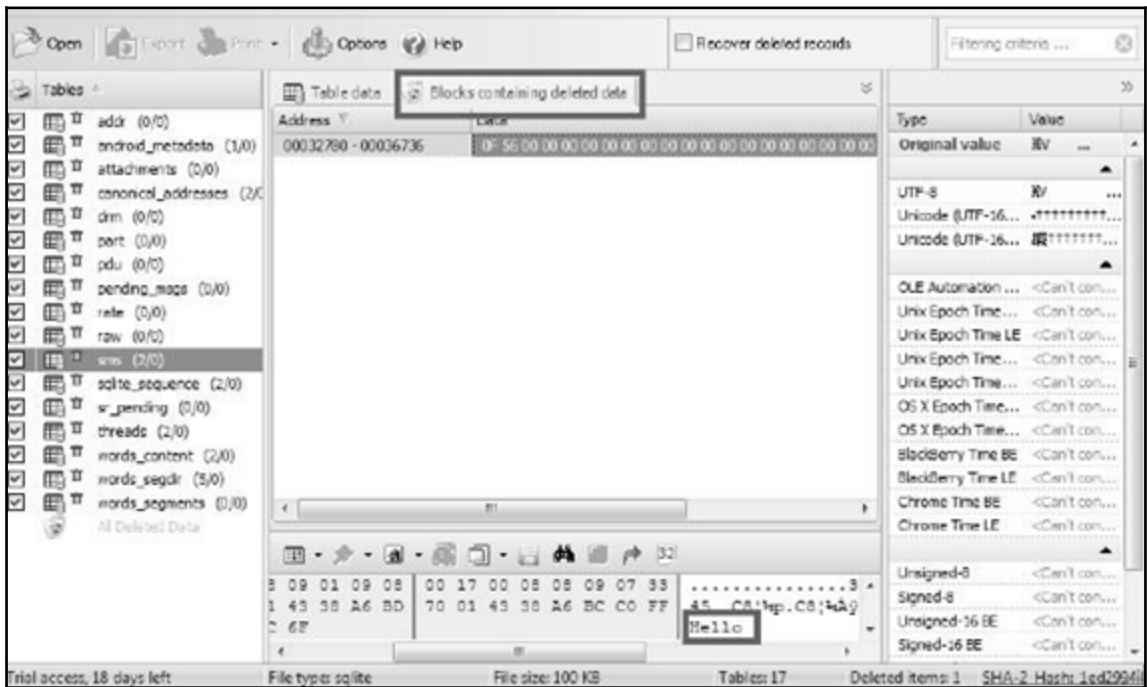 Open Export Print Options Help Recover deleted records Filtering criteria ...
Tables
addr (0/0)
android_metadata (1/0)
attachments (0/0)
canonical_addresses (2/0
drm (0/0)
part (0/0)
pdu (0/0)
pending_msgs (0/0)
rate (0/0)
raw (0/0)
sms (2/0)
sqlite_sequence (2/0)
sr_pending (0/0)
threads (2/0)
words_content (2/0)
words_segdir (5/0)
words_segments (0/0)
All Deleted Data
Table data Blocks containing deleted data
Address Data
00032780 - 00036736 0F 56 00 00 00 00 00 00 00 00 00 00 00 00 00 00 00 00 00 00
32
09 01 09 08 00 17 00 08 08 09 07 33 ...............3
43 38 A6 BD 70 01 43 38 A6 BC C0 FF
6F Hello
Type Value
Original value ...
UTF-8 ...
Unicode (UTF-16...
Unicode (UTF-16...
OLE Automation ... <Can't con...
Unix Epoch Time... <Can't con...
Unix Epoch Time LE <Can't con...
Unix Epoch Time... <Can't con...
Unix Epoch Time... <Can't con...
OS X Epoch Time... <Can't con...
OS X Epoch Time... <Can't con...
BlackBerry Time BE <Can't con...
BlackBerry Time LE <Can't con...
Chrome Time BE <Can't con...
Chrome Time LE <Can't con...
Unsigned-8 <Can't con...
Signed-8 <Can't con...
Unsigned-16 BE <Can't con...
Signed-16 BE <Can't con...
Trial access, 18 days left File type: sqlite File size: 100 KB Tables: 17 Deleted items: 1 SHA-2 Hash: 1ed2996